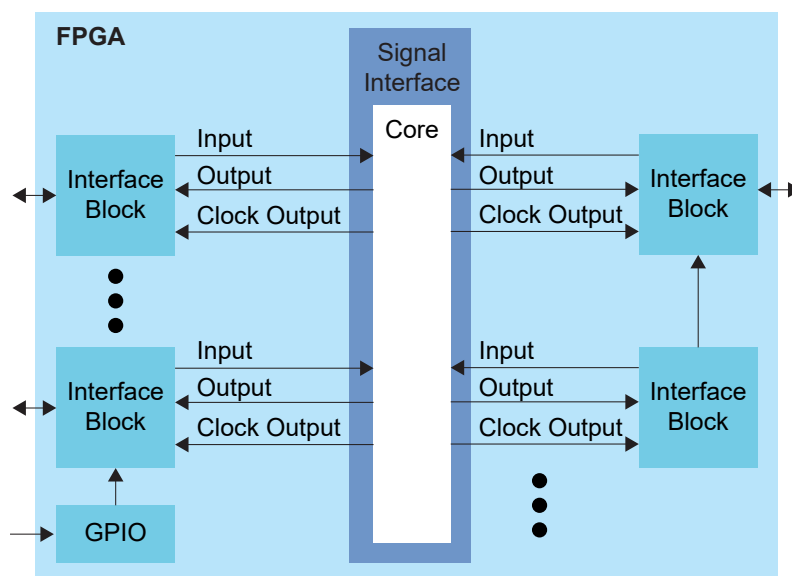 FPGA
Signal
Interface
Core
Input
Output
Clock Output
Interface
Block
Input
Output
Clock Output
Interface
Block
Input
Output
Clock Output
Interface
Block
Input
Output
Clock Output
Interface
Block
GPIO